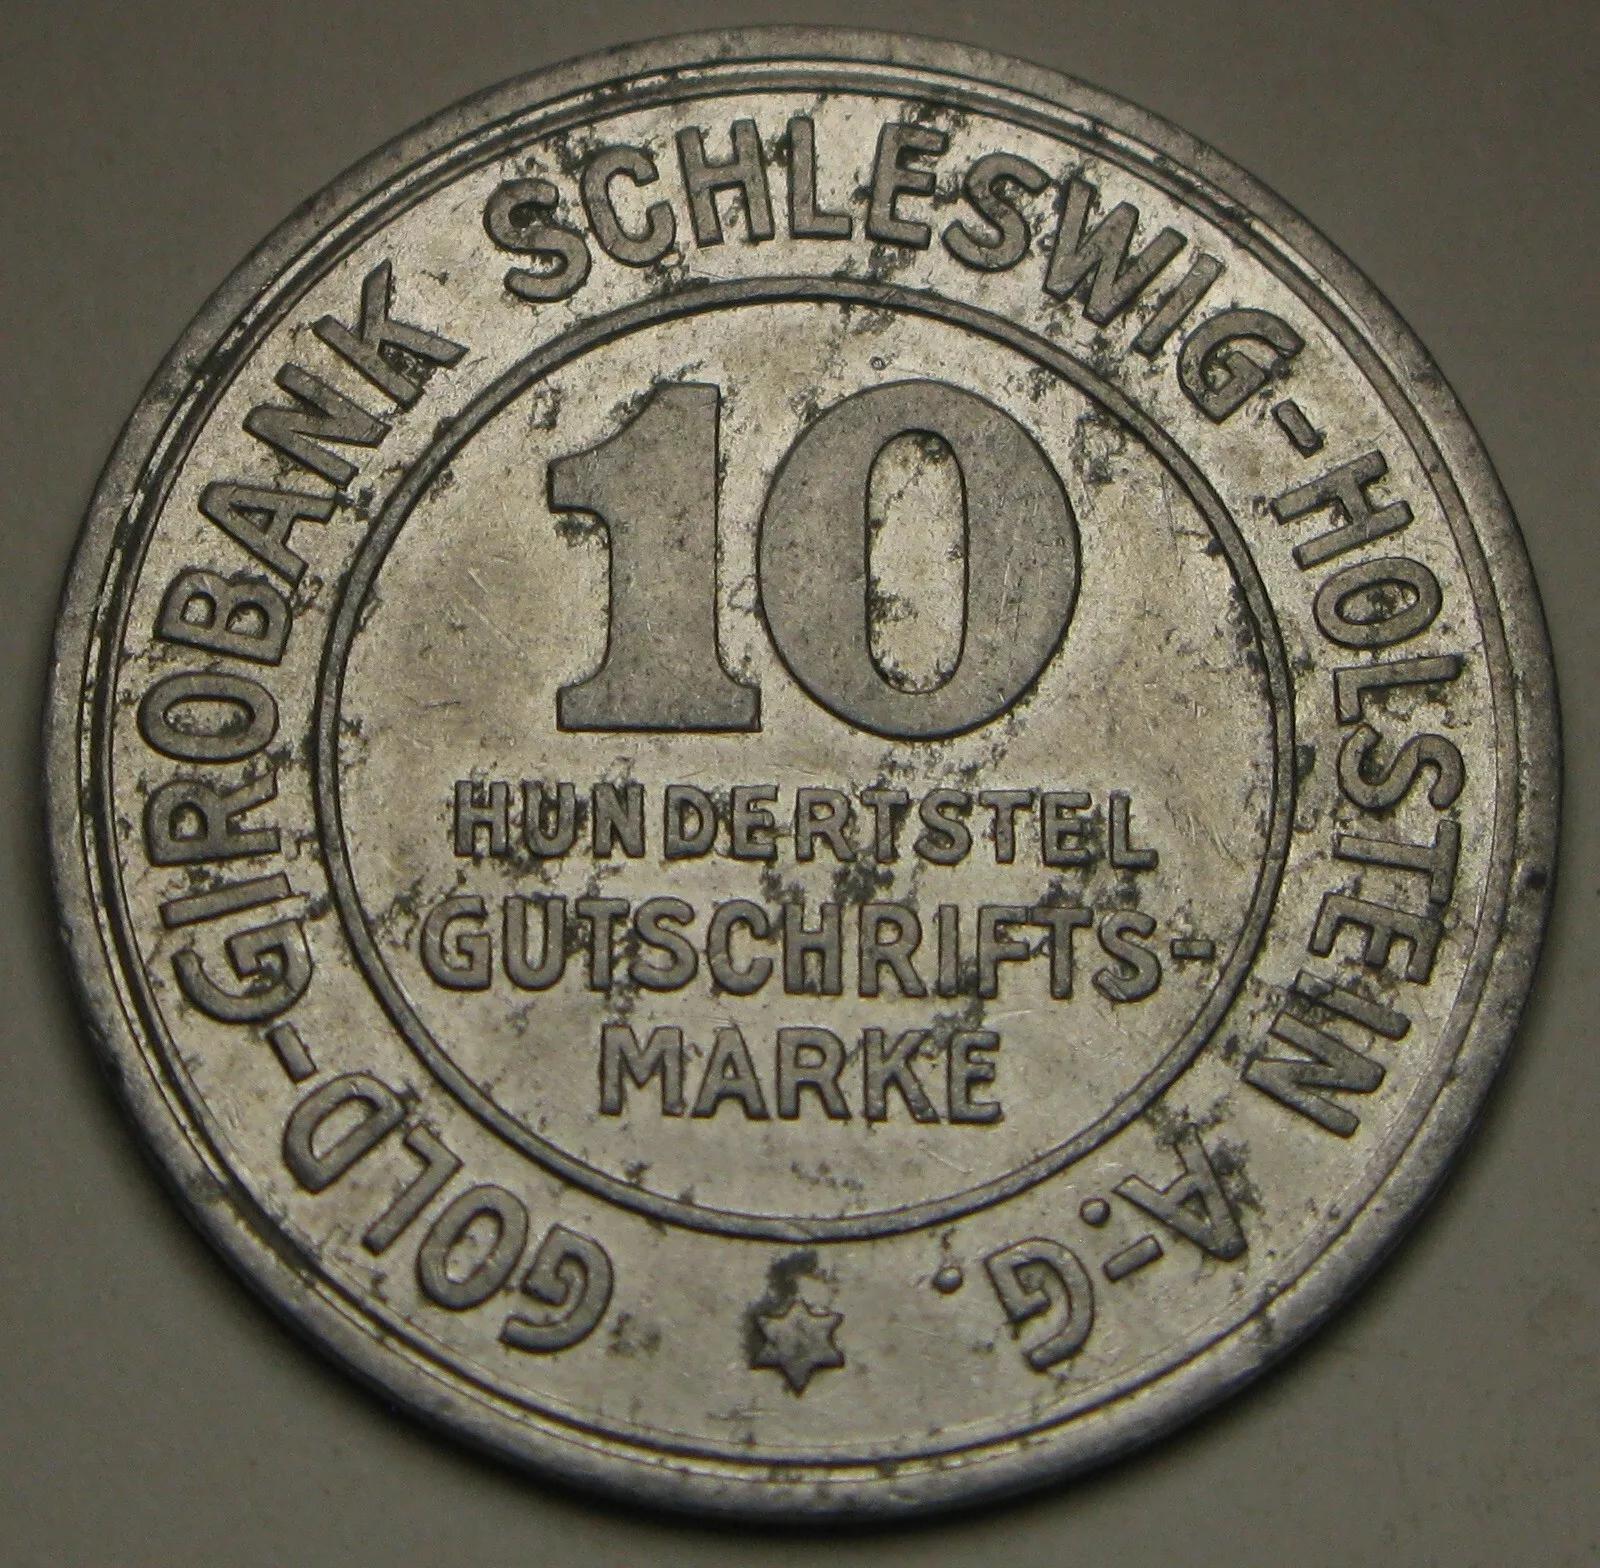 GOLD-GIROBANK SCHLESWIG-HOLSTEIN A.-G.
10
HUNDERTSTEL
GUTSCHRIFTS-
MARKE